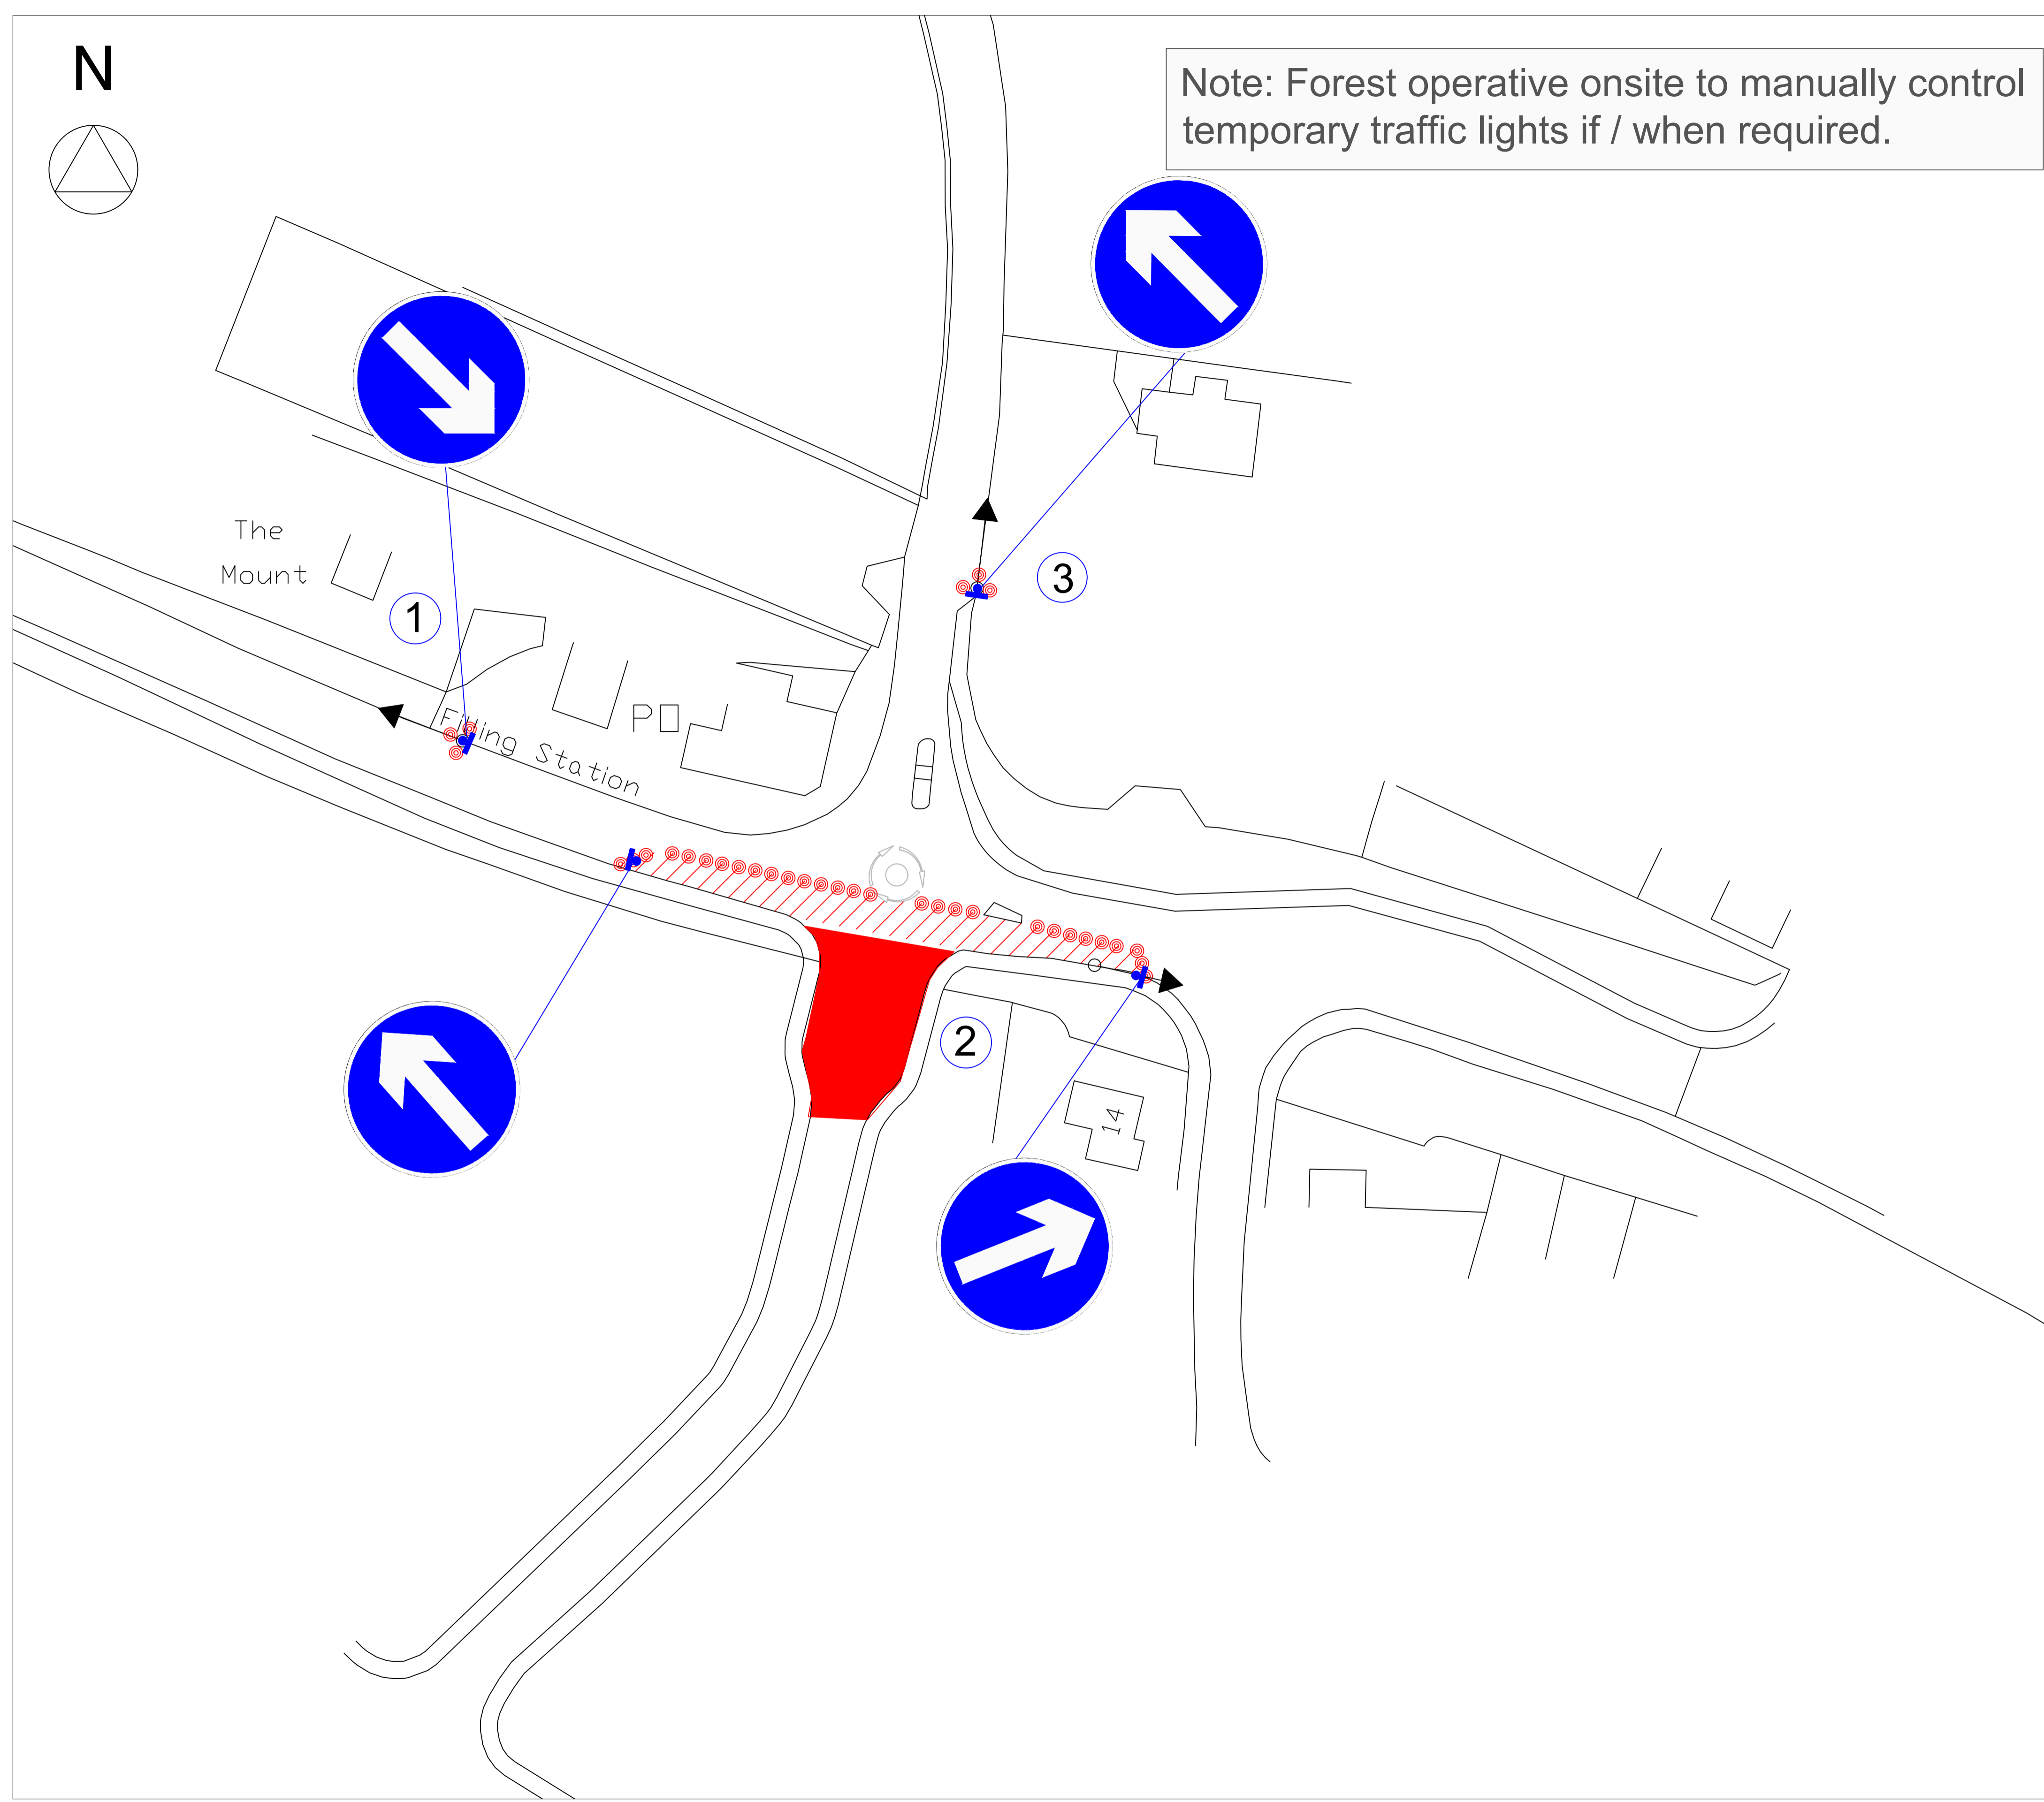 N
Note: Forest operative onsite to manually control
temporary traffic lights if / when required.
The
Mount
1
3
Filling Station
PO
2
14